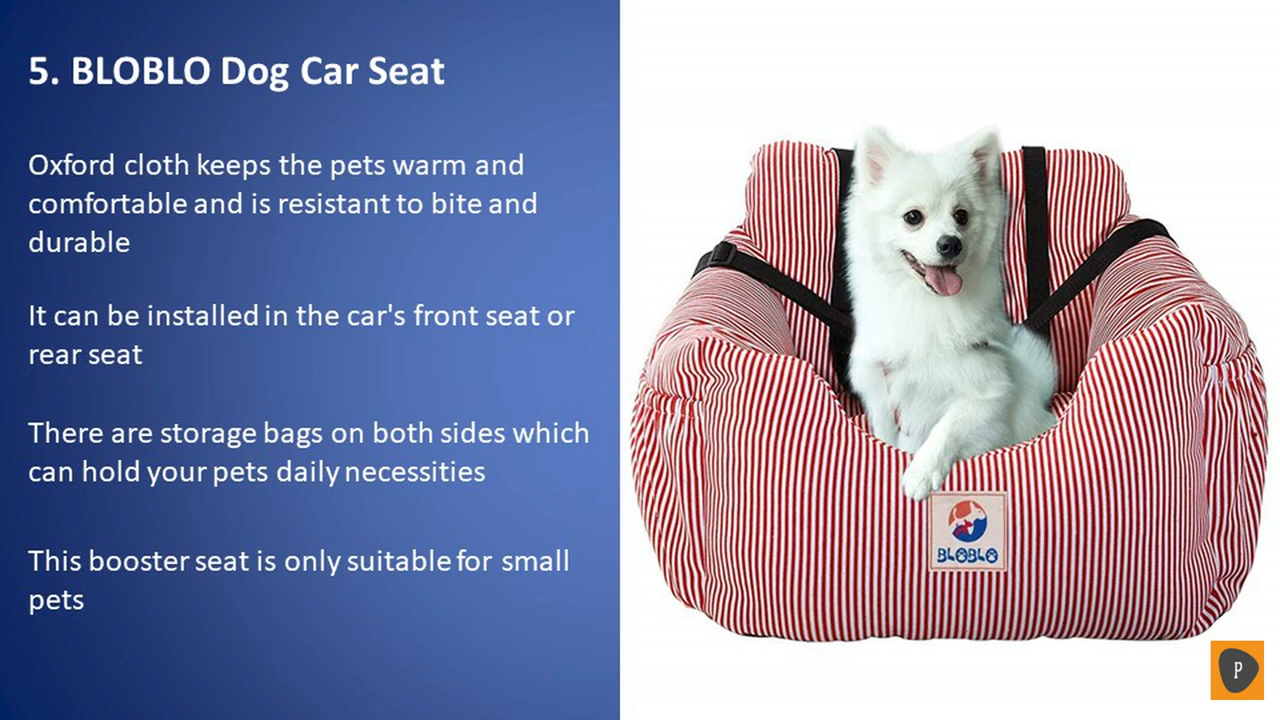 5. BLOBLO Dog Car Seat
Oxford cloth keeps the pets warm and
comfortable and is resistant to bite and
durable
It can be installed in the car's front seat or
rear seat
There are storage bags on both sides which
can hold your pets daily necessities
This booster seat is only suitable for small
pets
BLOBLO
P